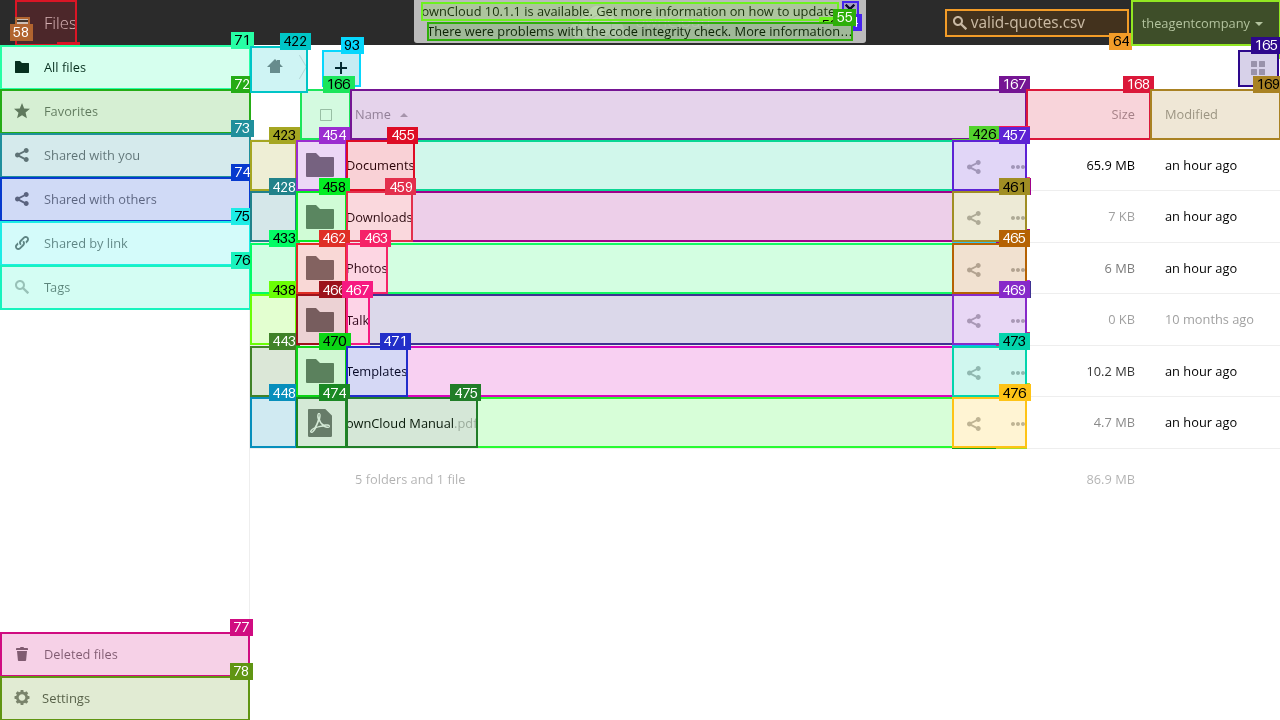 Files
ownCloud 10.1.1 is available. Get more information on how to update
There were problems with the code integrity check. More information...
valid-quotes.csv
theagentcompany
58
55
64
71
422
93
165
All files
72
166
167
168
169
Favorites
Name
Size
Modified
73
423
454
455
426
457
Shared with you
Documents
65.9 MB
an hour ago
74
428
458
459
461
Shared with others
Downloads
7 KB
an hour ago
75
433
462
463
465
Shared by link
Photos
6 MB
an hour ago
76
438
466
467
469
Tags
Talk
0 KB
10 months ago
443
470
471
473
Templates
10.2 MB
an hour ago
448
474
475
476
ownCloud Manual.pdf
4.7 MB
an hour ago
5 folders and 1 file
86.9 MB
77
Deleted files
78
Settings